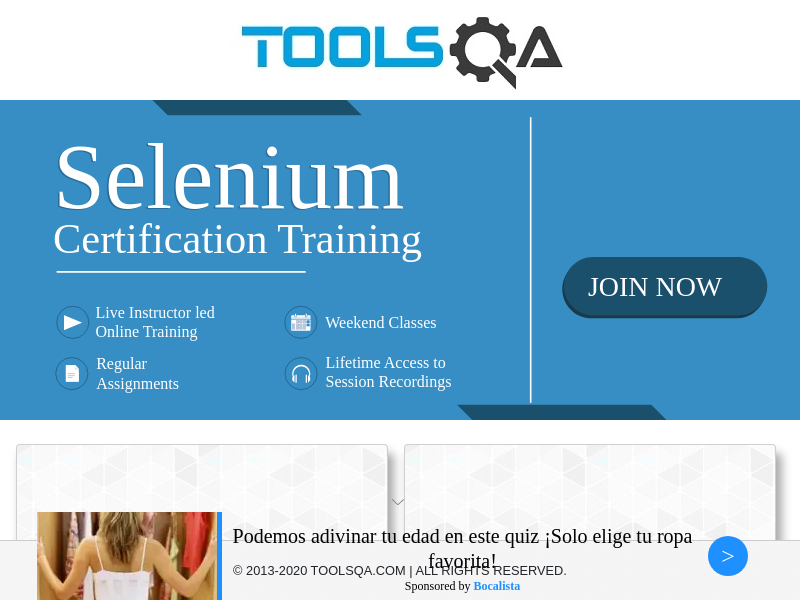 TOOLSQA
Selenium
Certification Training
Live Instructor led
Online Training
Weekend Classes
Regular
Assignments
Lifetime Access to
Session Recordings
JOIN NOW
Podemos adivinar tu edad en este quiz ¡Solo elige tu ropa
favorita!
© 2013-2020 TOOLSQA.COM | ALL RIGHTS RESERVED.
Sponsored by Bocalista
>